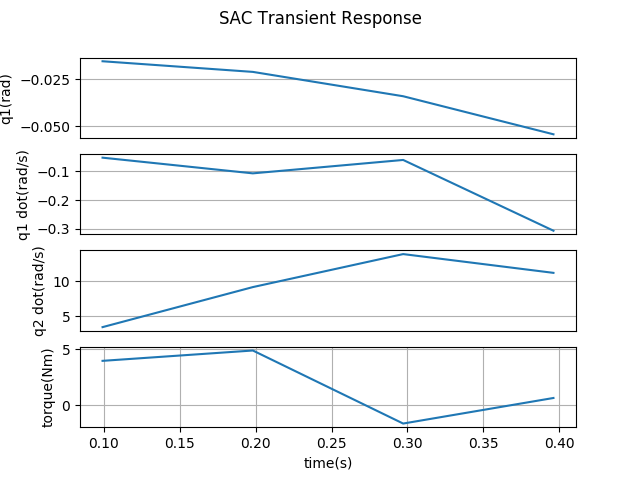 SAC Transient Response
q1(rad)
−0.025
−0.050
q1 dot(rad/s)
−0.1
−0.2
−0.3
q2 dot(rad/s)
10
5
torque(Nm)
5
0
0.10 0.15 0.20 0.25 0.30 0.35 0.40
time(s)